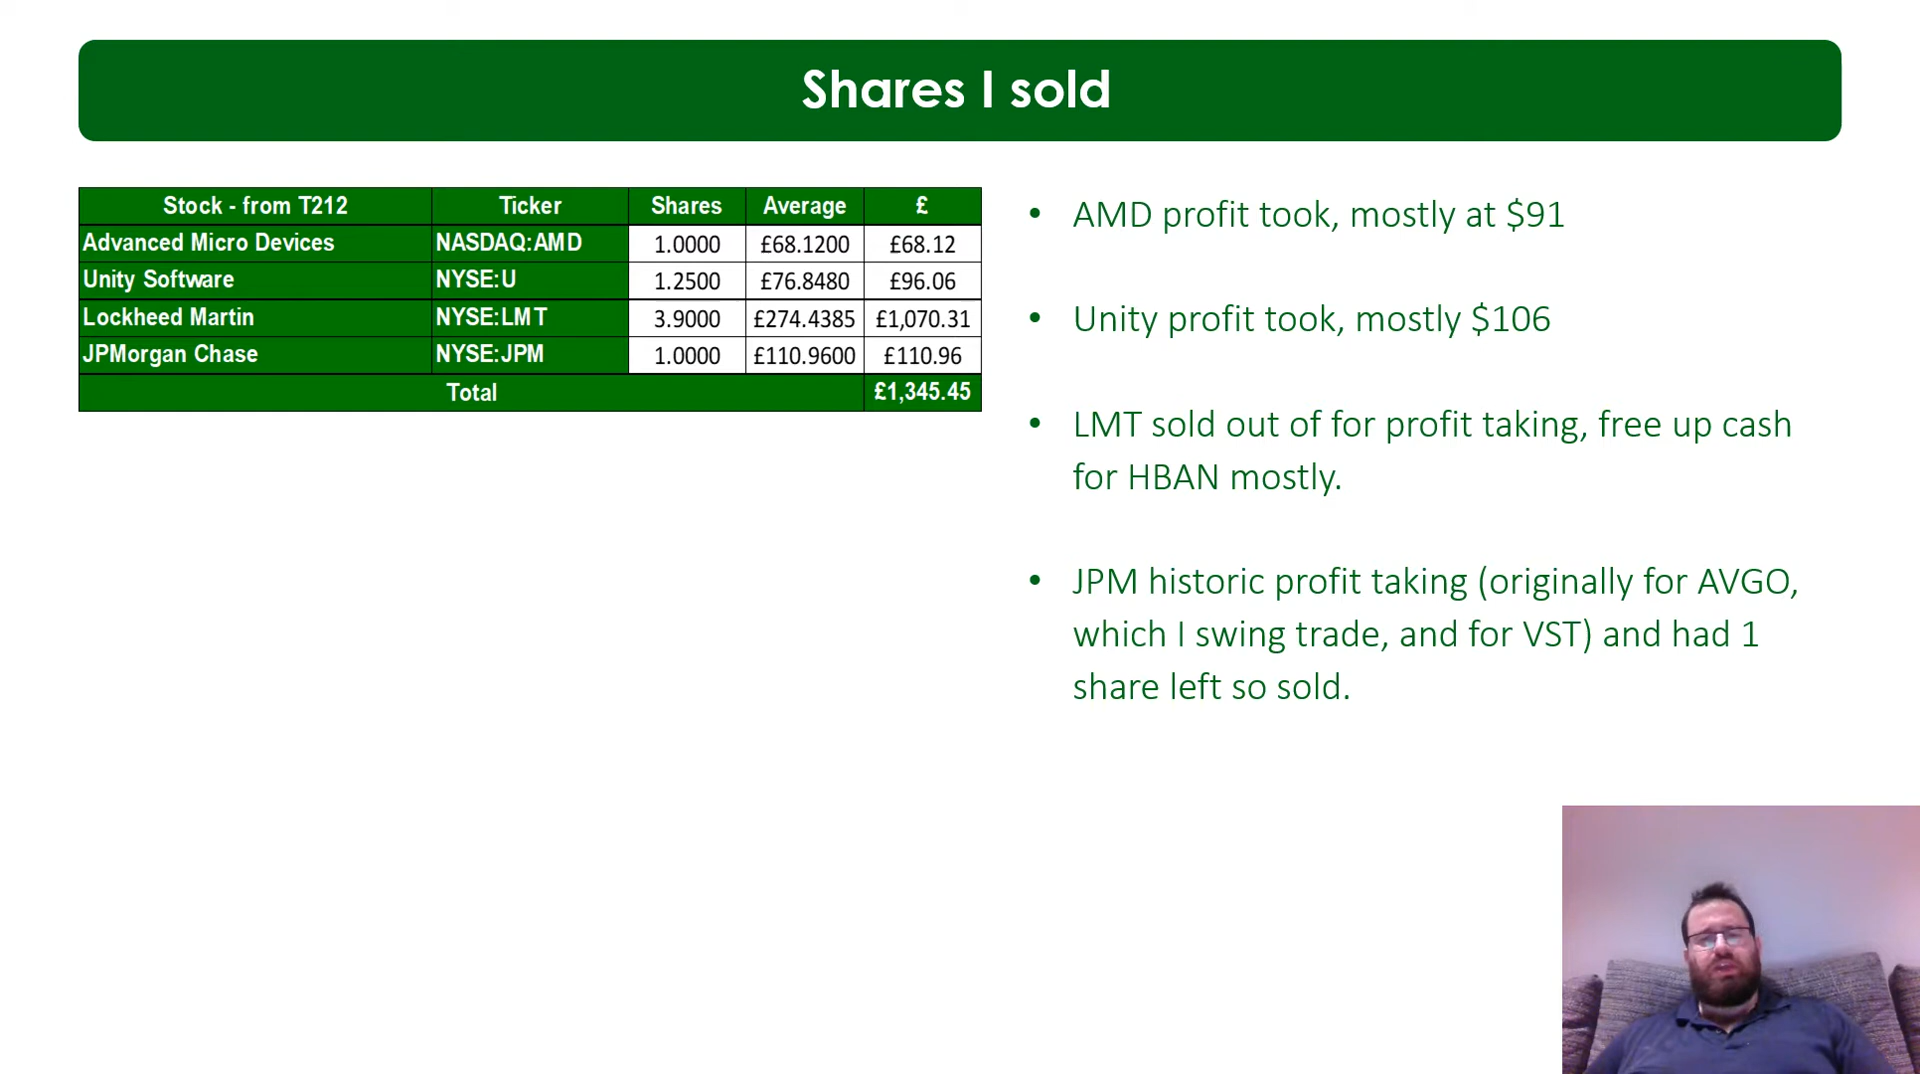 Shares I sold
Stock - from T212 Ticker Shares Average £
Advanced Micro Devices NASDAQ:AMD 1.0000 £68.1200 £68.12
Unity Software NYSE:U 1.2500 £76.8480 £96.06
Lockheed Martin NYSE:LMT 3.9000 £274.4385 £1,070.31
JPMorgan Chase NYSE:JPM 1.0000 £110.9600 £110.96
Total £1,345.45
• AMD profit took, mostly at $91
• Unity profit took, mostly $106
• LMT sold out of for profit taking, free up cash
for HBAN mostly.
• JPM historic profit taking (originally for AVGO,
which I swing trade, and for VST) and had 1
share left so sold.